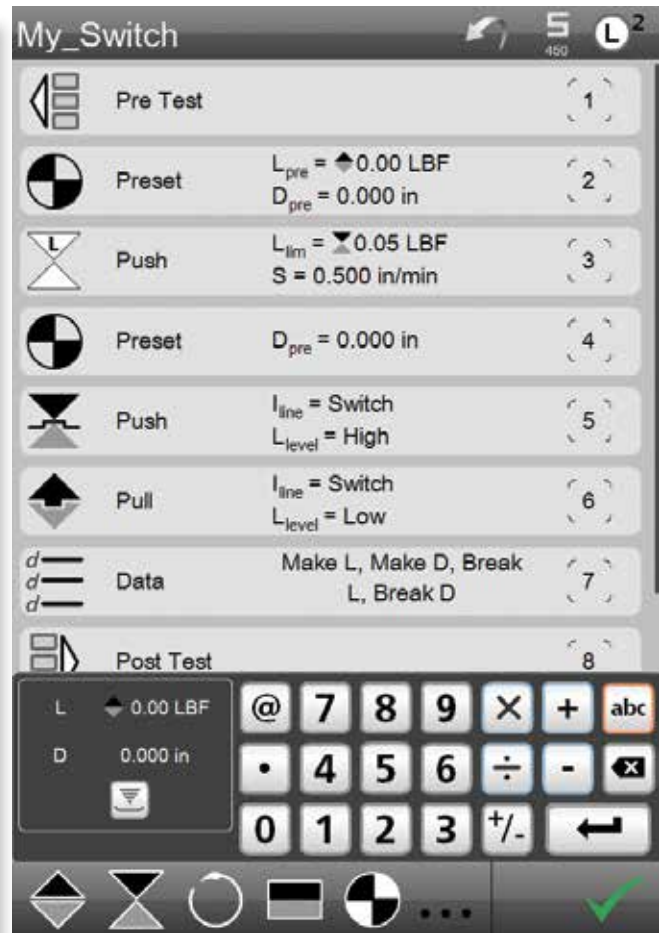 My_Switch
S
450
L 2
Pre Test
1
Preset
Lpre = 0.00 LBF
Dpre = 0.000 in
2
L
Push
Llim = 0.05 LBF
S = 0.500 in/min
3
Preset
Dpre = 0.000 in
4
Push
Iline = Switch
Llevel = High
5
Pull
Iline = Switch
Llevel = Low
6
d
d
d
Data
Make L, Make D, Break
L, Break D
7
Post Test
8
L 0.00 LBF
D 0.000 in
@ 7 8 9 × + abc
• 4 5 6 ÷ -
0 1 2 3 +/-
...